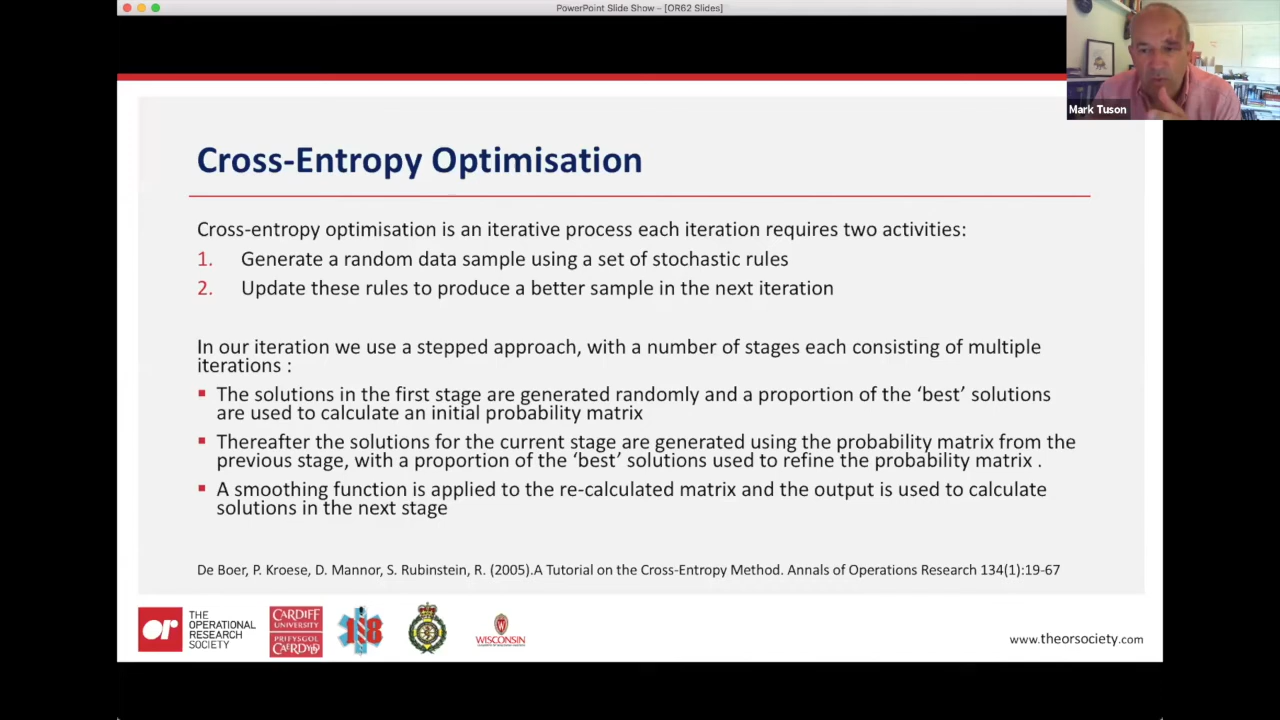 PowerPoint Slide Show – [OR62 Slides]
Mark Tuson
Cross-Entropy Optimisation
Cross-entropy optimisation is an iterative process each iteration requires two activities:
1. Generate a random data sample using a set of stochastic rules
2. Update these rules to produce a better sample in the next iteration
In our iteration we use a stepped approach, with a number of stages each consisting of multiple
iterations :
▪ The solutions in the first stage are generated randomly and a proportion of the ‘best’ solutions
are used to calculate an initial probability matrix
▪ Thereafter the solutions for the current stage are generated using the probability matrix from the
previous stage, with a proportion of the ‘best’ solutions used to refine the probability matrix .
▪ A smoothing function is applied to the re-calculated matrix and the output is used to calculate
solutions in the next stage
De Boer, P. Kroese, D. Mannor, S. Rubinstein, R. (2005).A Tutorial on the Cross-Entropy Method. Annals of Operations Research 134(1):19-67
or
THE
OPERATIONAL
RESEARCH
SOCIETY
CARDIFF
UNIVERSITY
PRIFYSGOL
CAERDYDD
18
W
WISCONSIN
www.theorsociety.com